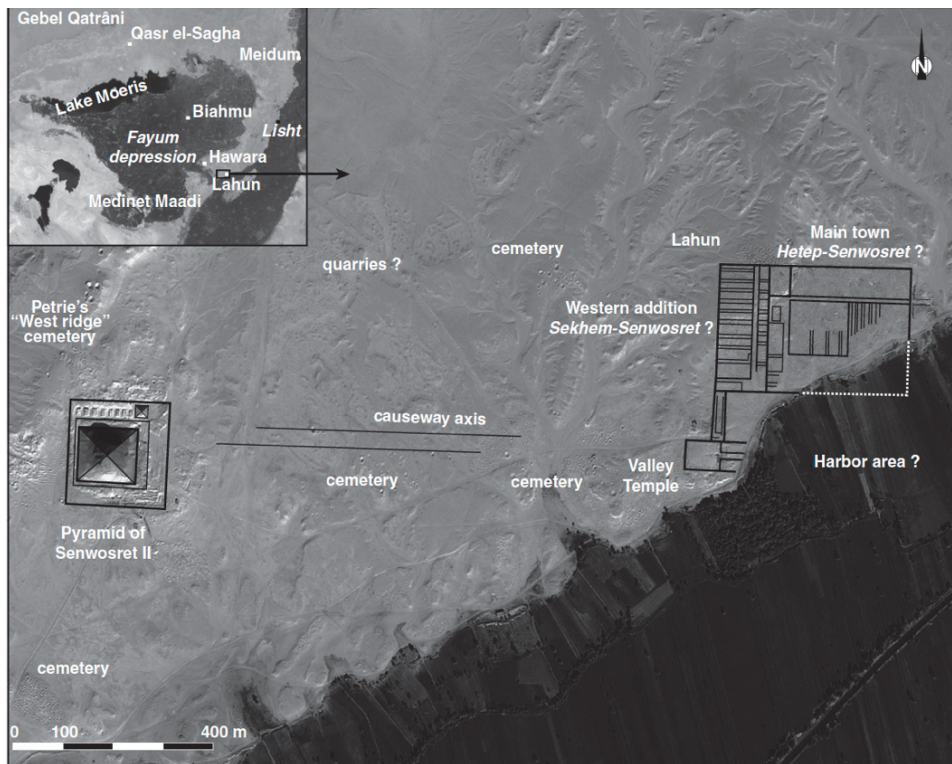 Gebel Qatrâni
Qasr el-Sagha
Meidum
Lake Moeris
Biahmu
Lisht
Fayum
depression
Hawara
Lahun
Medinet Maadi
N
cemetery
Lahun
Main town
Hetep-Senwosret ?
quarries ?
Petrie's
“West ridge”
cemetery
Western addition
Sekhem-Senwosret ?
causeway axis
cemetery
cemetery
Valley
Temple
Harbor area ?
Pyramid of
Senwosret II
cemetery
0 100 400 m